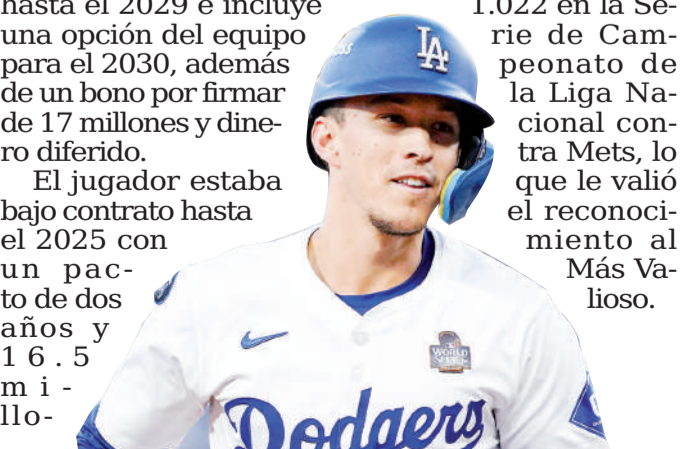 hasta el 2029 e incluye
una opción del equipo
para el 2030, además
de un bono por firmar
de 17 millones y dine-
ro diferido.
El jugador estaba
bajo contrato hasta
el 2025 con
un pac-
to de dos
años y
16.5
mi-
llo-
1.022 en la Se-
rie de Cam-
peonato de
la Liga Na-
cional con-
tra Mets, lo
que le valió
el reconoci-
miento al
Más Va-
lioso.
LA
WORLD
SERIES
Dodgers